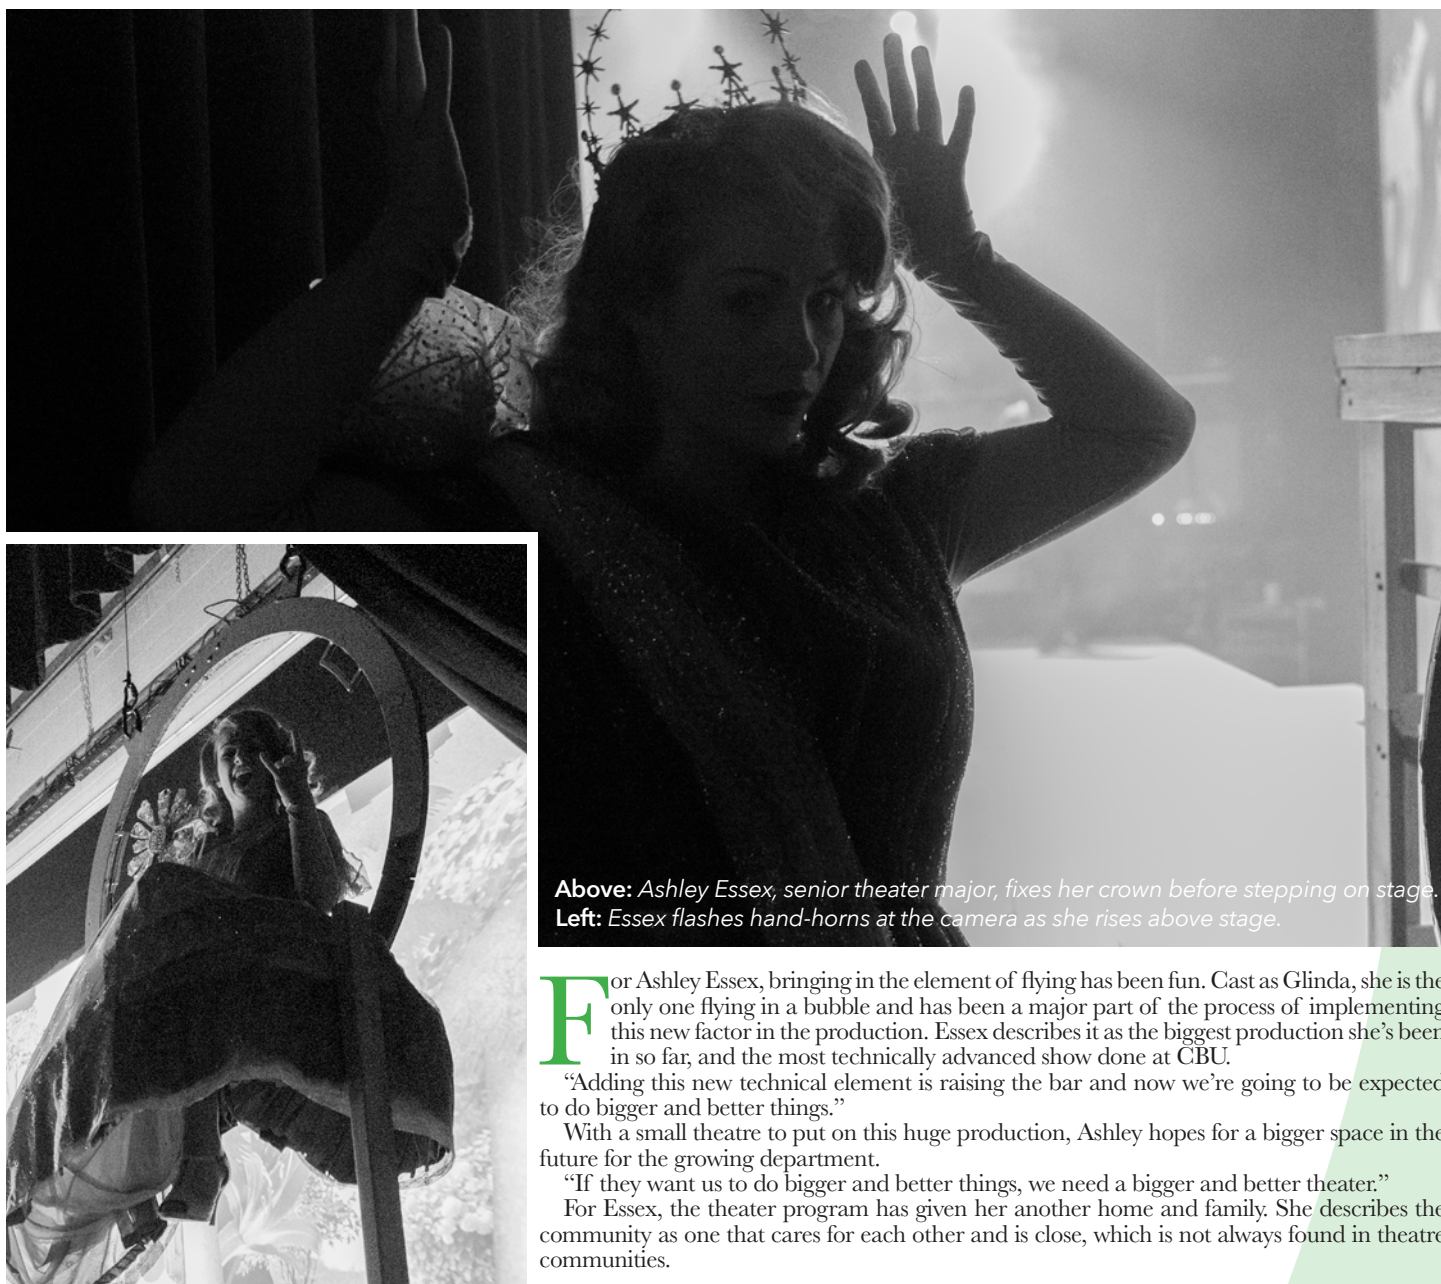 Above: Ashley Essex, senior theater major, fixes her crown before stepping on stage.
Left: Essex flashes hand-horns at the camera as she rises above stage.
For Ashley Essex, bringing in the element of flying has been fun. Cast as Glinda, she is the
only one flying in a bubble and has been a major part of the process of implementing
this new factor in the production. Essex describes it as the biggest production she’s been
in so far, and the most technically advanced show done at CBU.
“Adding this new technical element is raising the bar and now we’re going to be expected
to do bigger and better things.”
With a small theatre to put on this huge production, Ashley hopes for a bigger space in the
future for the growing department.
“If they want us to do bigger and better things, we need a bigger and better theater.”
For Essex, the theater program has given her another home and family. She describes the
community as one that cares for each other and is close, which is not always found in theatre
communities.